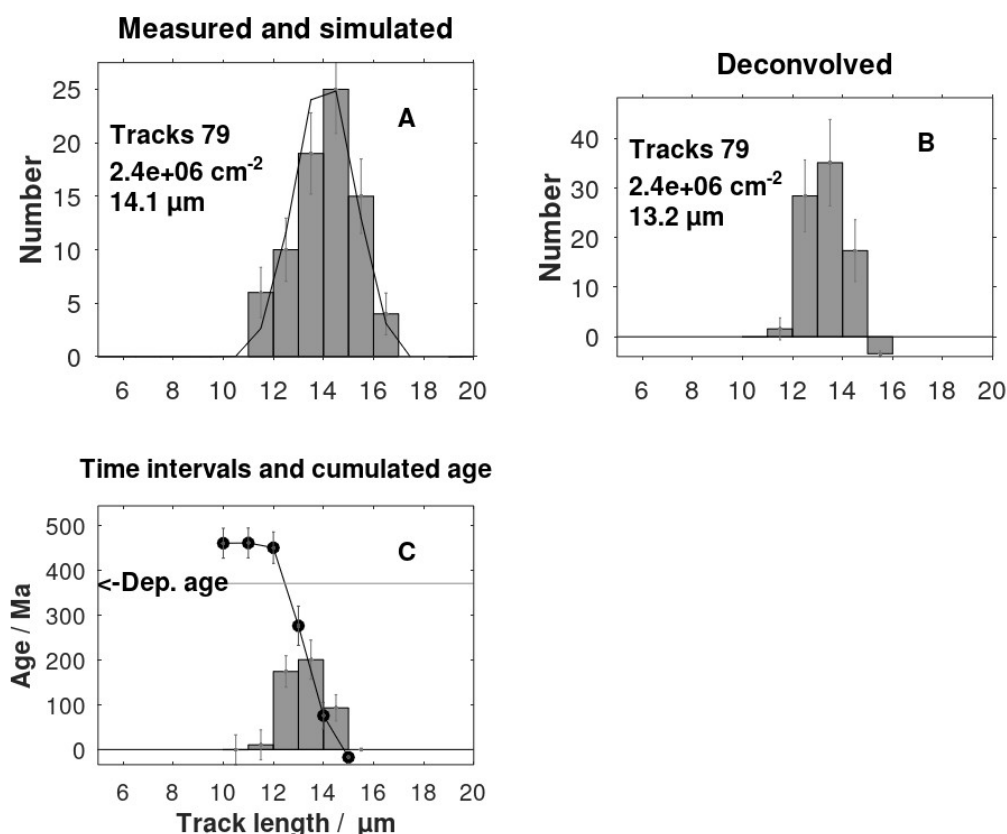 Measured and simulated
25
20
15
10
5
0
Number
Tracks 79
2.4e+06 cm⁻²
14.1 µm
A
6 8 10 12 14 16 18 20
Deconvolved
40
30
20
10
0
Number
Tracks 79
2.4e+06 cm⁻²
13.2 µm
B
6 8 10 12 14 16 18 20
Time intervals and cumulated age
500
400
300
200
100
0
Age / Ma
C
<-Dep. age
6 8 10 12 14 16 18 20
Track length / µm